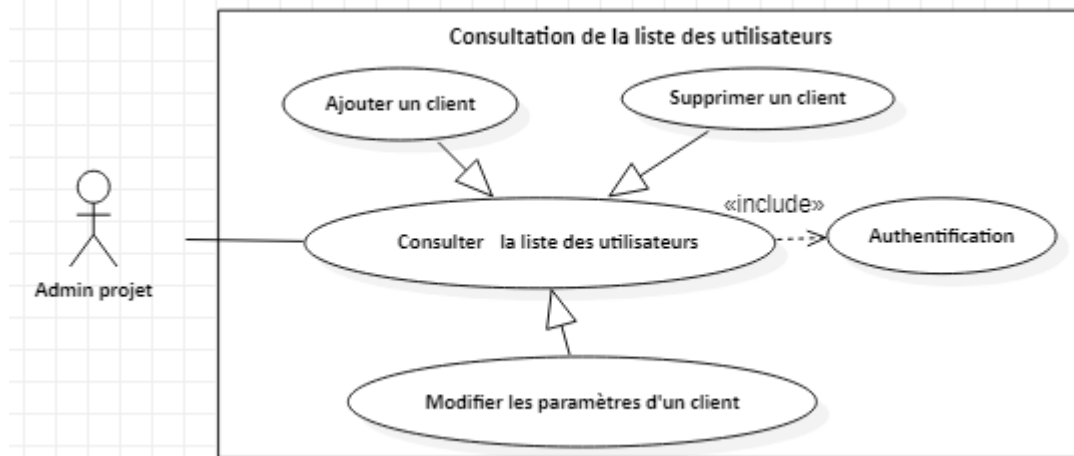 Consultation de la liste des utilisateurs
Ajouter un client
Supprimer un client
«include»
Consulter la liste des utilisateurs
Authentification
Admin projet
Modifier les paramètres d'un client